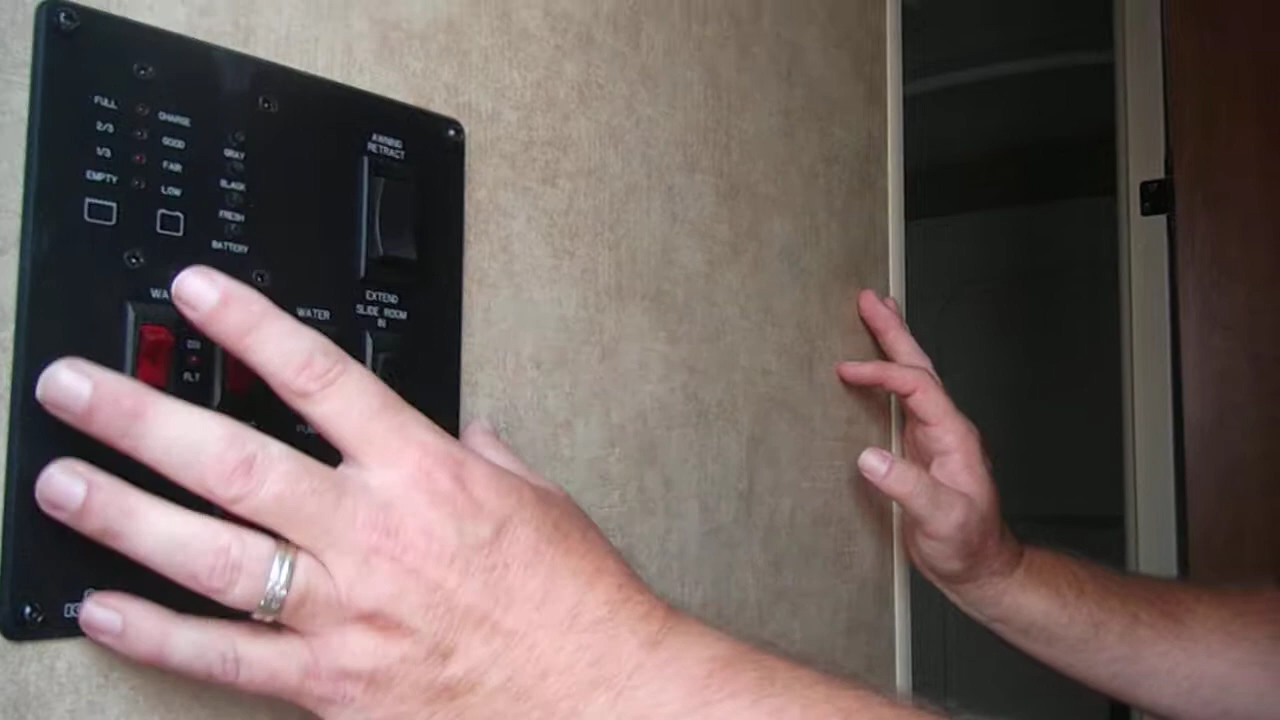 FULL
2/3
1/3
EMPTY
CHARGE
GOOD
FAIR
LOW
GRAY
BLACK
FRESH
BATTERY
AWNING
RETRACT
EXTEND
SLIDE ROOM
IN
WA
WATER
FLT